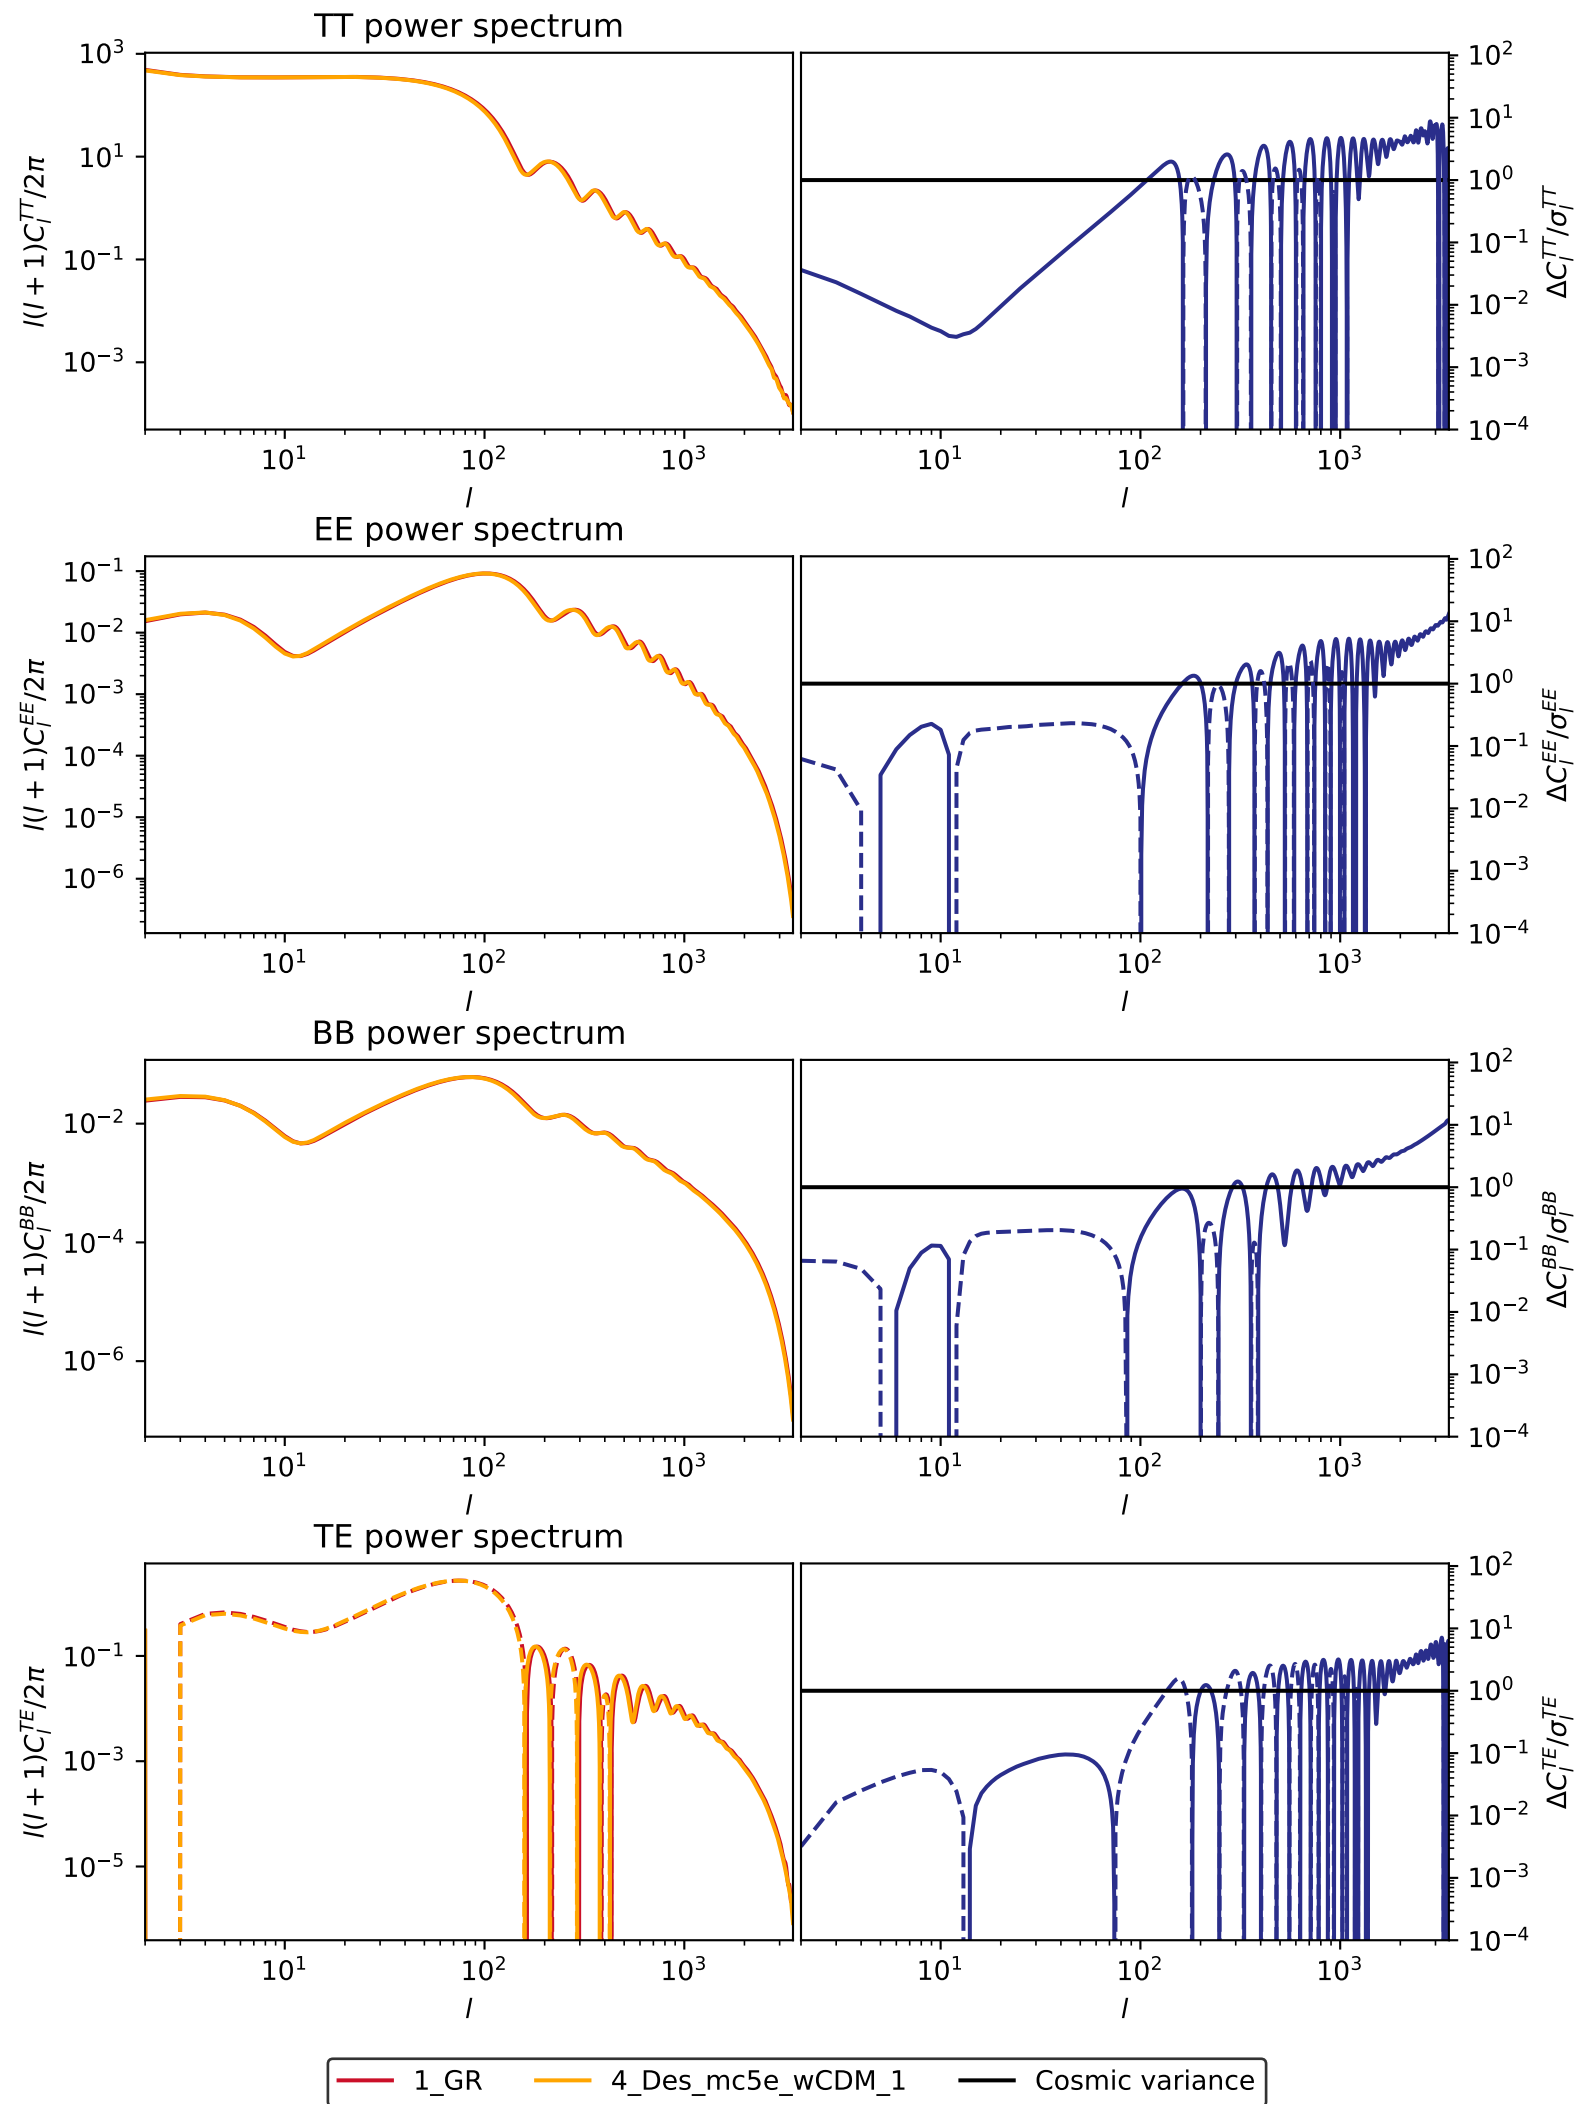 TT power spectrum
10^3
10^1
10^−1
10^−3
l(l + 1)C_l^{TT}/2π
10^1 10^2 10^3
l
10^2
10^1
10^0
10^−1
10^−2
10^−3
10^−4
ΔC_l^{TT}/σ_l^{TT}
10^1 10^2 10^3
l
EE power spectrum
10^−1
10^−2
10^−3
10^−4
10^−5
10^−6
l(l + 1)C_l^{EE}/2π
10^1 10^2 10^3
l
10^2
10^1
10^0
10^−1
10^−2
10^−3
10^−4
ΔC_l^{EE}/σ_l^{EE}
10^1 10^2 10^3
l
BB power spectrum
10^−2
10^−4
10^−6
l(l + 1)C_l^{BB}/2π
10^1 10^2 10^3
l
10^2
10^1
10^0
10^−1
10^−2
10^−3
10^−4
ΔC_l^{BB}/σ_l^{BB}
10^1 10^2 10^3
l
TE power spectrum
10^−1
10^−3
10^−5
l(l + 1)C_l^{TE}/2π
10^1 10^2 10^3
l
10^2
10^1
10^0
10^−1
10^−2
10^−3
10^−4
ΔC_l^{TE}/σ_l^{TE}
10^1 10^2 10^3
l
1_GR 4_Des_mc5e_wCDM_1 Cosmic variance